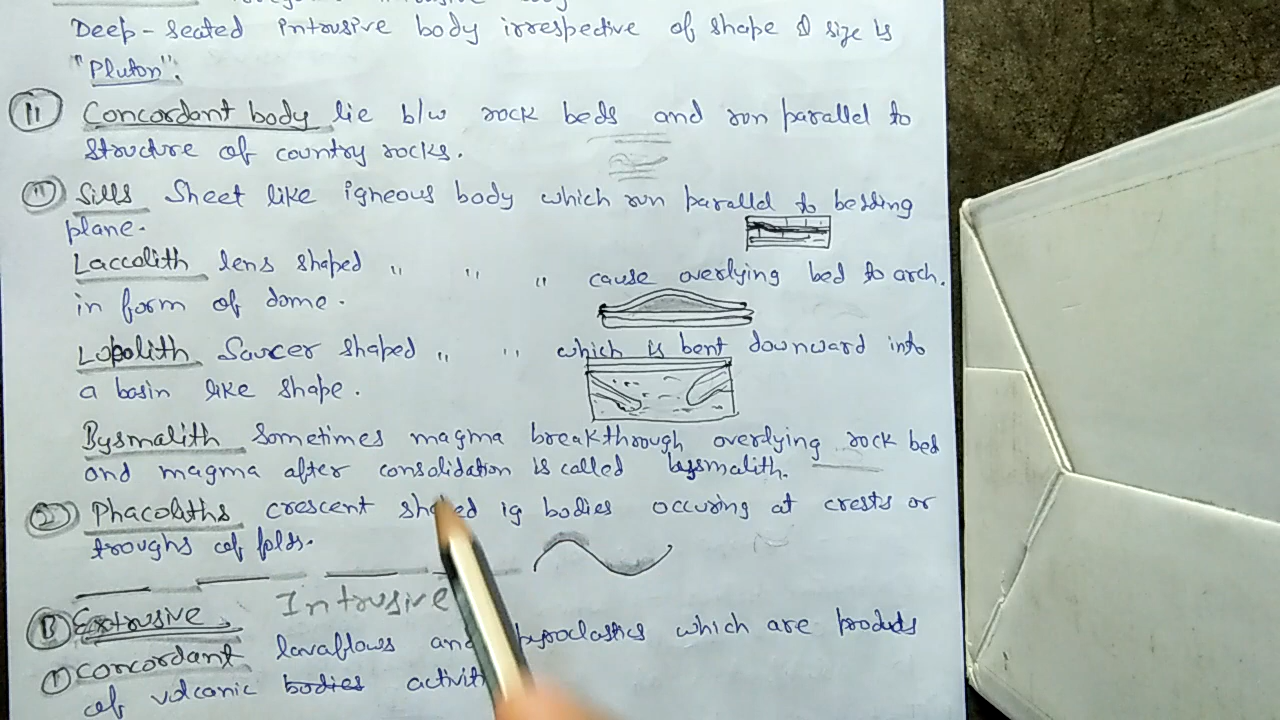 Deep-seated intrusive body irrespective of shape & size is
"Pluton".
II Concordant body lie b/w rock beds and run parallel to
structure of country rocks.
(1) Sills Sheet like igneous body which run parallel to bedding
plane.
Laccolith lens shaped " " " cause overlying bed to arch.
in form of dome.
Lopolith Saucer shaped " " which is bent downward into
a basin like shape.
Bysmalith Sometimes magma breakthrough overlying rock bed
and magma after consolidation is called bysmalith.
(2) Phacoliths crescent shaped ig bodies occuring at crests or
troughs of folds.
Intrusive
B Extrusive
(1) Concordant lavaflows and pyroclastics which are products
of volcanic bodies